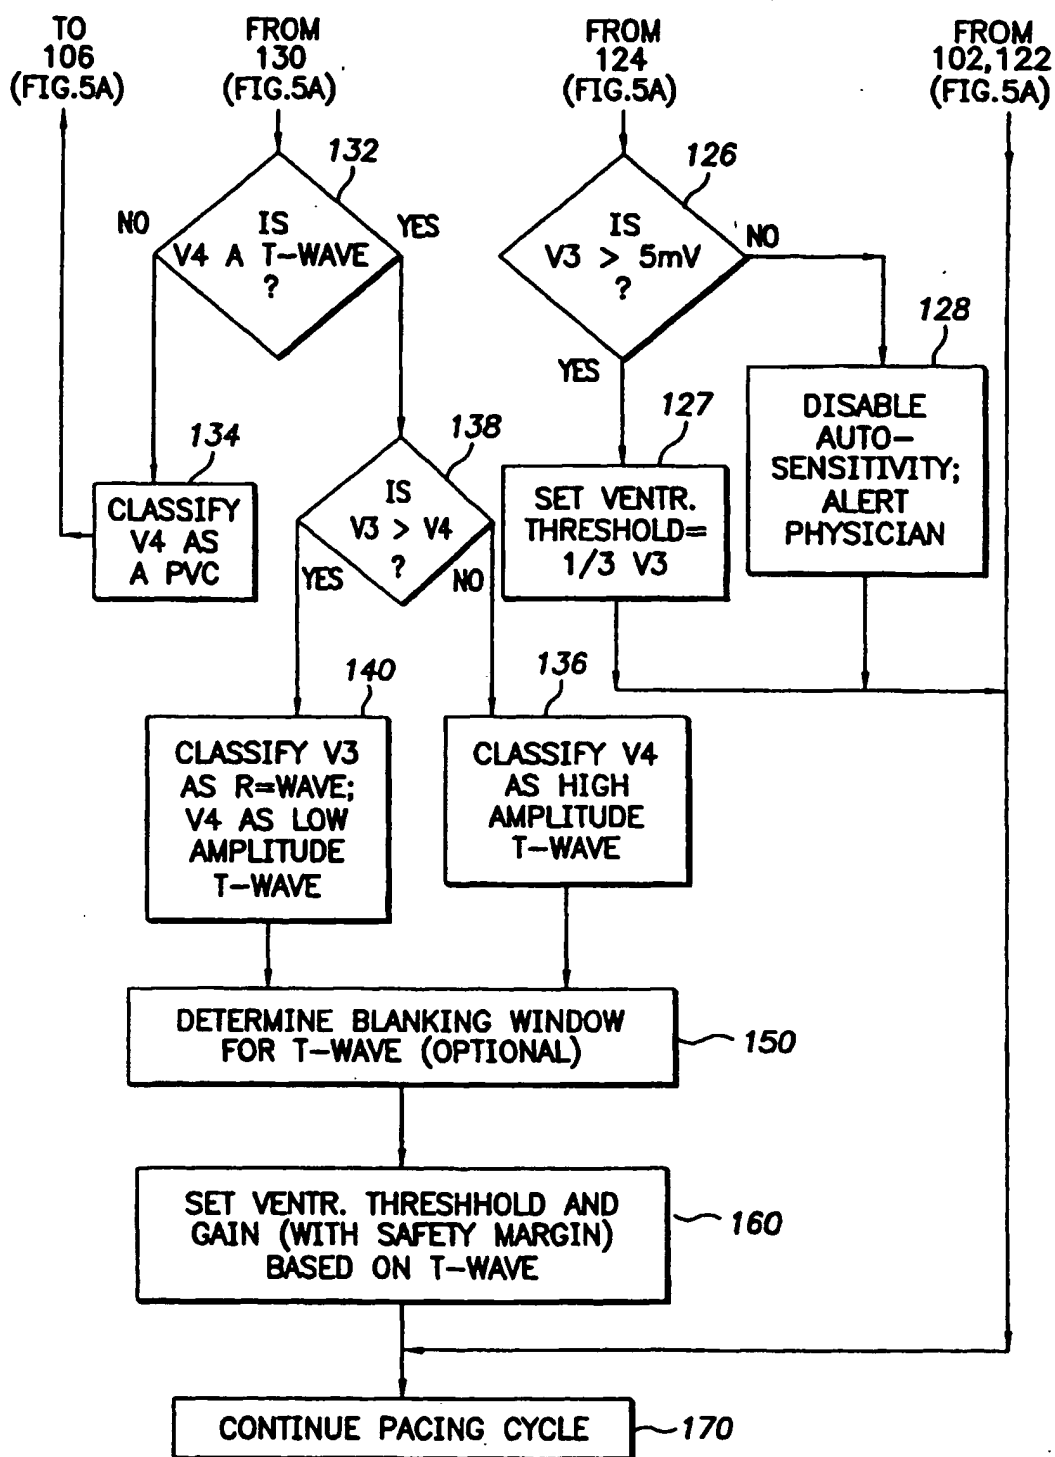 TO
106
(FIG.5A)
FROM
130
(FIG.5A)
FROM
124
(FIG.5A)
FROM
102,122
(FIG.5A)
132
IS
V4 A T-WAVE
?
NO
YES
126
IS
V3 > 5mV
?
NO
YES
128
DISABLE
AUTO-
SENSITIVITY;
ALERT
PHYSICIAN
134
CLASSIFY
V4 AS
A PVC
138
IS
V3 > V4
?
YES
NO
127
SET VENTR.
THRESHOLD=
1/3 V3
140
CLASSIFY V3
AS R=WAVE;
V4 AS LOW
AMPLITUDE
T-WAVE
136
CLASSIFY V4
AS HIGH
AMPLITUDE
T-WAVE
DETERMINE BLANKING WINDOW
FOR T-WAVE (OPTIONAL)
150
SET VENTR. THRESHHOLD AND
GAIN (WITH SAFETY MARGIN)
BASED ON T-WAVE
160
CONTINUE PACING CYCLE
170